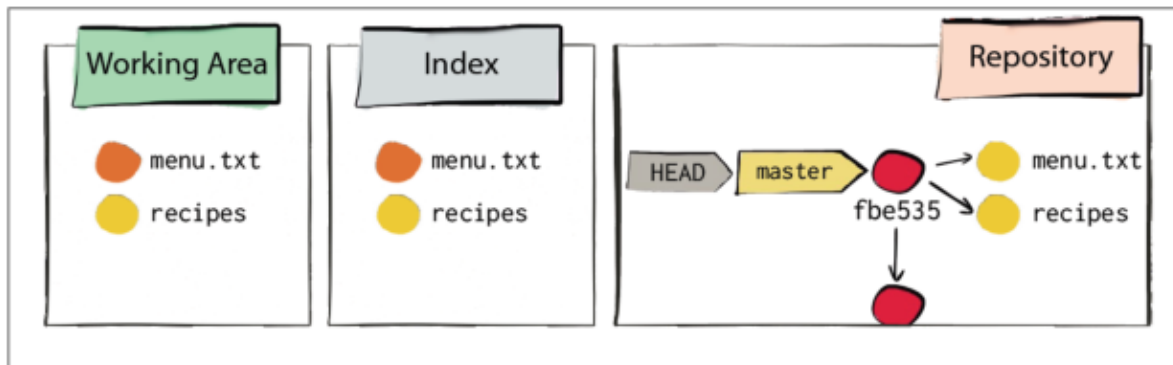 Working Area
menu.txt
recipes
Index
menu.txt
recipes
Repository
HEAD
master
fbe535
menu.txt
recipes